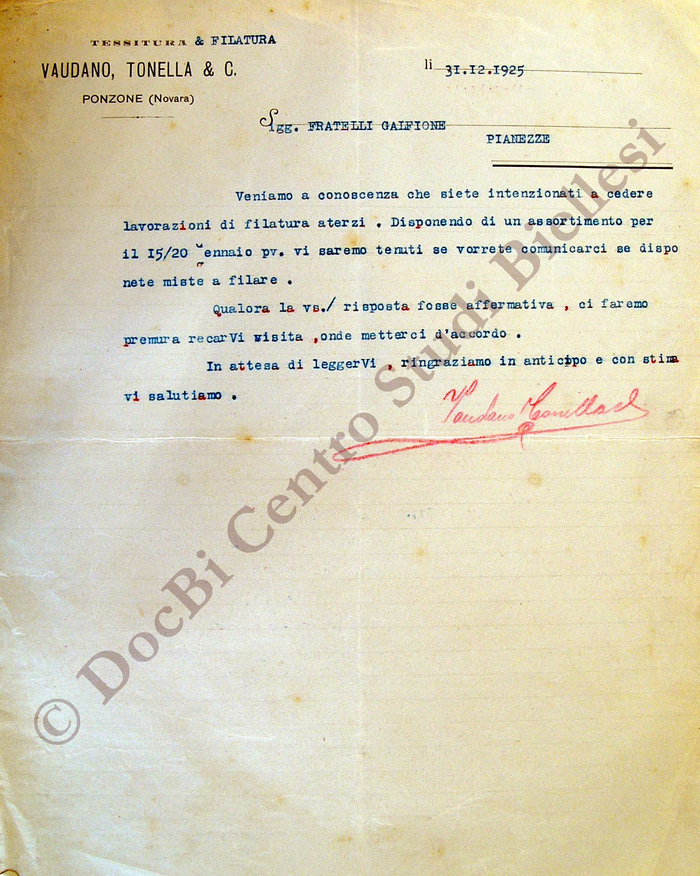 TESSITURA & FILATURA
VAUDANO, TONELLA & C.
PONZONE (Novara)
li 31.12.1925
Sgg. FRATELLI GALFIONE
PIANEZZE
Veniamo a conoscenza che siete intenzionati a cedere
lavorazioni di filatura aterzi . Disponendo di un assortimento per
il 15/20 Gennaio pv. vi saremo tenuti se vorrete comunicarci se dispo
nete miste a filare .
Qualora la vs./ risposta fosse affermativa , ci faremo
premura recarVi visita ,onde metterci d'accordo .
In attesa di leggerVi , ringraziamo in anticipo e con stima
vi salutiamo .
Vaudano Tonella & C
© DocBi Centro Studi Biellesi